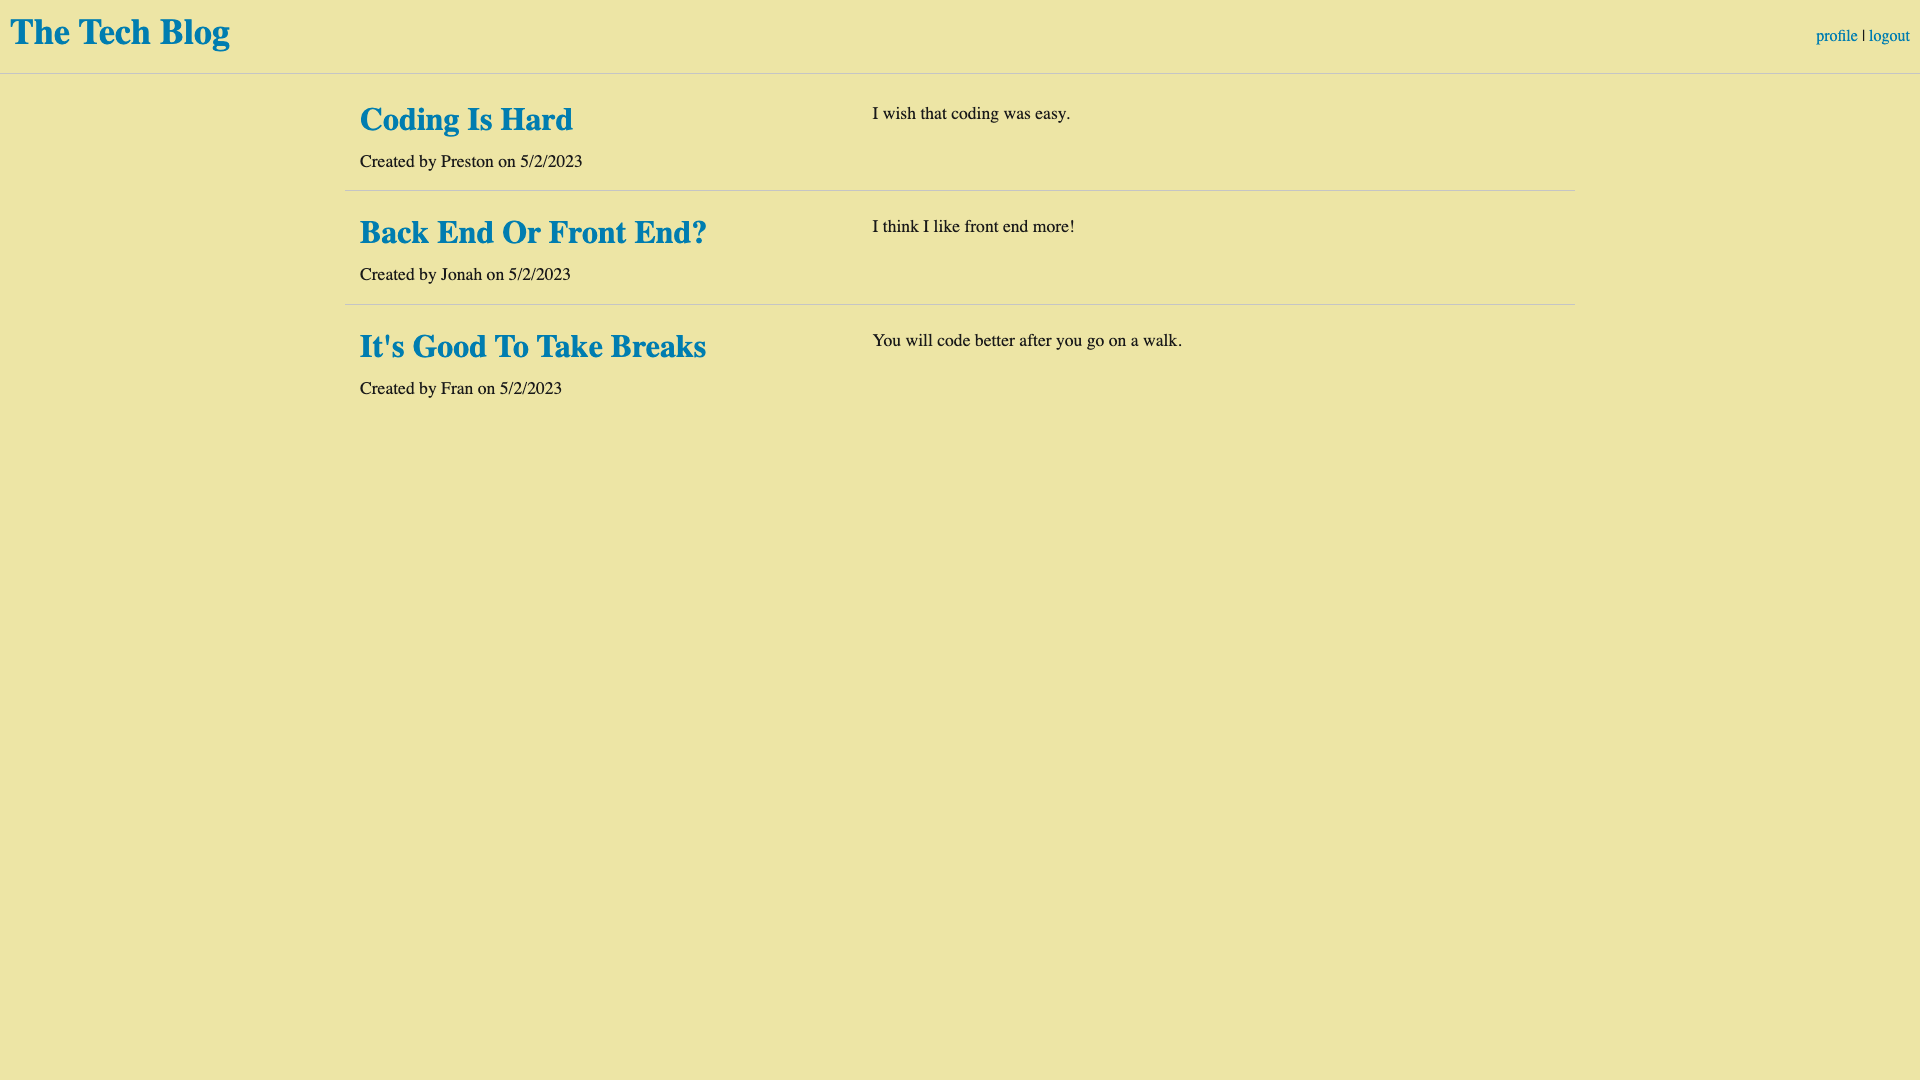 The Tech Blog
profile | logout
Coding Is Hard
I wish that coding was easy.
Created by Preston on 5/2/2023
Back End Or Front End?
I think I like front end more!
Created by Jonah on 5/2/2023
It's Good To Take Breaks
You will code better after you go on a walk.
Created by Fran on 5/2/2023